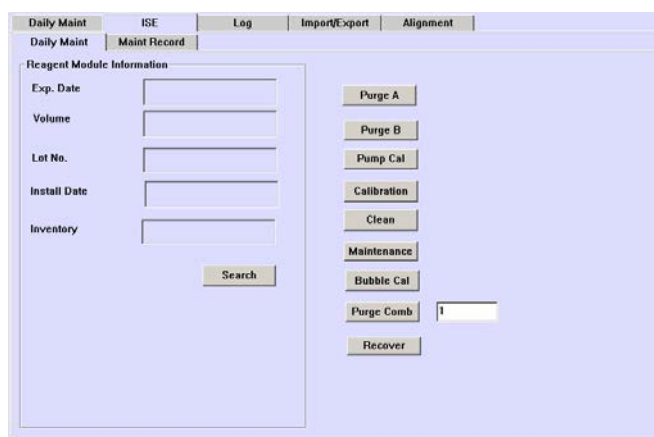 Daily Maint ISE Log Import/Export Alignment
Daily Maint Maint Record
Reagent Module Information
Exp. Date
Volume
Lot No.
Install Date
Inventory
Search
Purge A
Purge B
Pump Cal
Calibration
Clean
Maintenance
Bubble Cal
Purge Comb 1
Recover